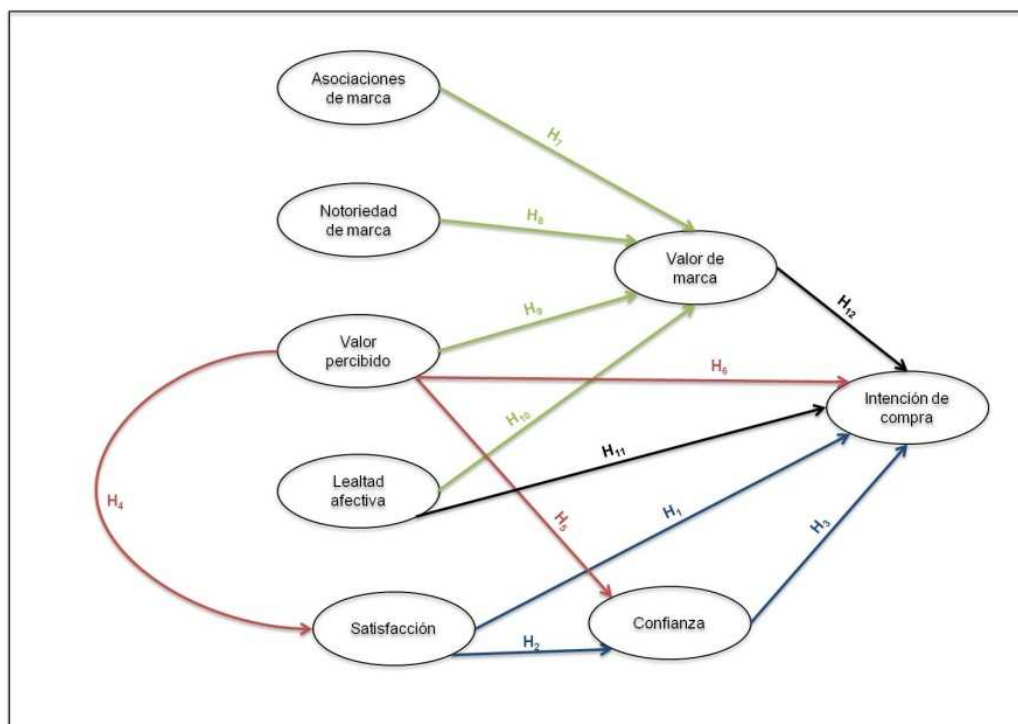 Asociaciones
de marca
H7
Notoriedad
de marca
H8
Valor de
marca
H12
H9
Valor
percibido
H6
Intención de
compra
H10
H11
Lealtad
afectiva
H4
H5
H1
H3
Satisfacción
Confianza
H2